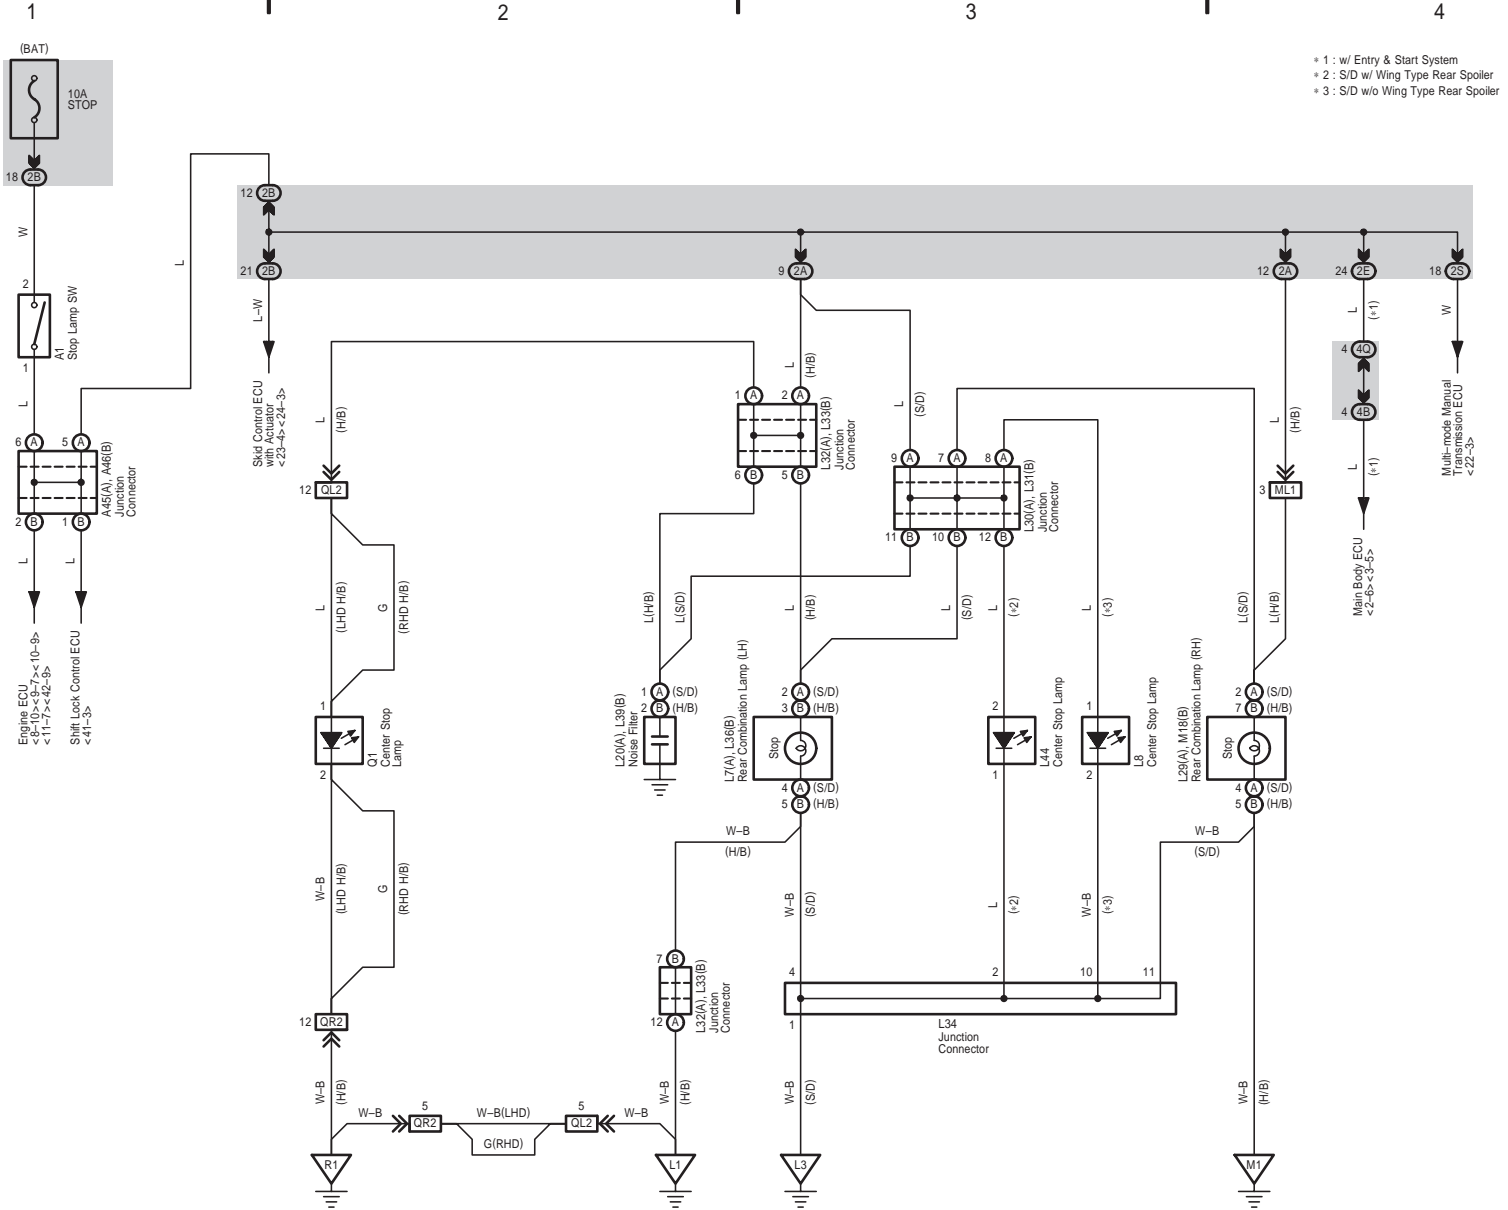 1
2
3
4
(BAT)
10A
STOP
∗ 1 : w/ Entry & Start System
∗ 2 : S/D w/ Wing Type Rear Spoiler
∗ 3 : S/D w/o Wing Type Rear Spoiler
18 2B
12 2B
21 2B
9 2A
12 2A
24 2E
18 2S
W
2
A1
Stop Lamp SW
1
L
6 A
5 A
A45(A), A46(B)
Junction
Connector
2 B
1 B
L
L
Engine ECU
<8–10><9–7><10–9>
<11–7><42–9>
Shift Lock Control ECU
<41–3>
L
L–W
Skid Control ECU
with Actuator
<23–4><24–3>
L
(H/B)
12 QL2
L
(LHD H/B)
G
(RHD H/B)
1
Q1
Center Stop
Lamp
2
W–B
(LHD H/B)
G
(RHD H/B)
12 QR2
W–B
(H/B)
R1
W–B
5
QR2
W–B(LHD)
G(RHD)
5
QL2
W–B
L1
L
(H/B)
1 A
2 A
L32(A), L33(B)
Junction
Connector
6 B
5 B
L(H/B)
L(S/D)
1 A (S/D)
2 B (H/B)
L20(A), L39(B)
Noise Filter
L
(H/B)
2 A (S/D)
3 B (H/B)
Stop
L7(A), L36(B)
Rear Combination Lamp (LH)
4 A (S/D)
5 B (H/B)
W–B
(H/B)
W–B
(S/D)
7 B
L32(A), L33(B)
Junction
Connector
12 A
W–B
(H/B)
L
(S/D)
9 A
7 A
8 A
L30(A), L31(B)
Junction
Connector
11 B
10 B
12 B
L
(S/D)
L
(∗2)
L
(∗3)
2
L44
Center Stop Lamp
1
1
L8
Center Stop Lamp
2
L
(∗2)
W–B
(∗3)
4
2
10
11
1
L34
Junction
Connector
W–B
(S/D)
L3
L
(H/B)
3 ML1
L(S/D)
L(H/B)
2 A (S/D)
7 B (H/B)
Stop
L29(A), M18(B)
Rear Combination Lamp (RH)
4 A (S/D)
5 B (H/B)
W–B
(S/D)
W–B
(H/B)
M1
L
(∗1)
4 4Q
4 4B
L
(∗1)
Main Body ECU
<2–6><3–5>
W
Multi–mode Manual
Transmission ECU
<22–3>